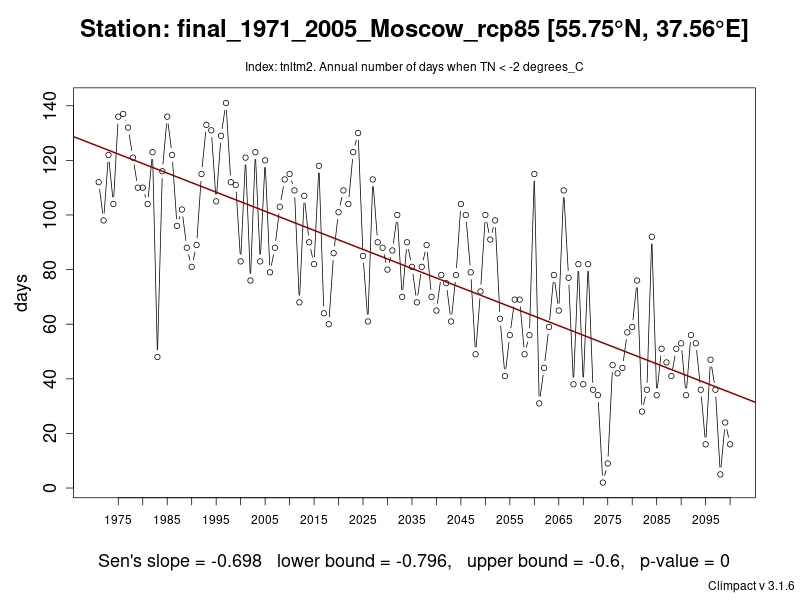 Station: final_1971_2005_Moscow_rcp85 [55.75°N, 37.56°E]
Index: tnltm2. Annual number of days when TN < -2 degrees_C
days
140
120
100
80
60
40
20
0
1975 1985 1995 2005 2015 2025 2035 2045 2055 2065 2075 2085 2095
Sen's slope = -0.698 lower bound = -0.796, upper bound = -0.6, p-value = 0
Climpact v 3.1.6